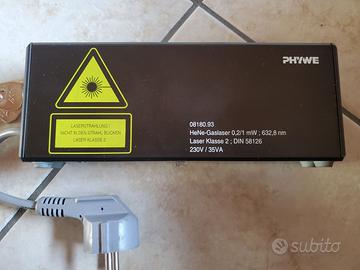 PHYWE
08180.93
HeNe-Gaslaser 0,2/1 mW ; 632,8 nm
Laser Klasse 2 ; DIN 58126
230V / 35VA
LASERSTRAHLUNG !
NICHT IN DEN STRAHL BLICKEN
LASER KLASSE 2
subito